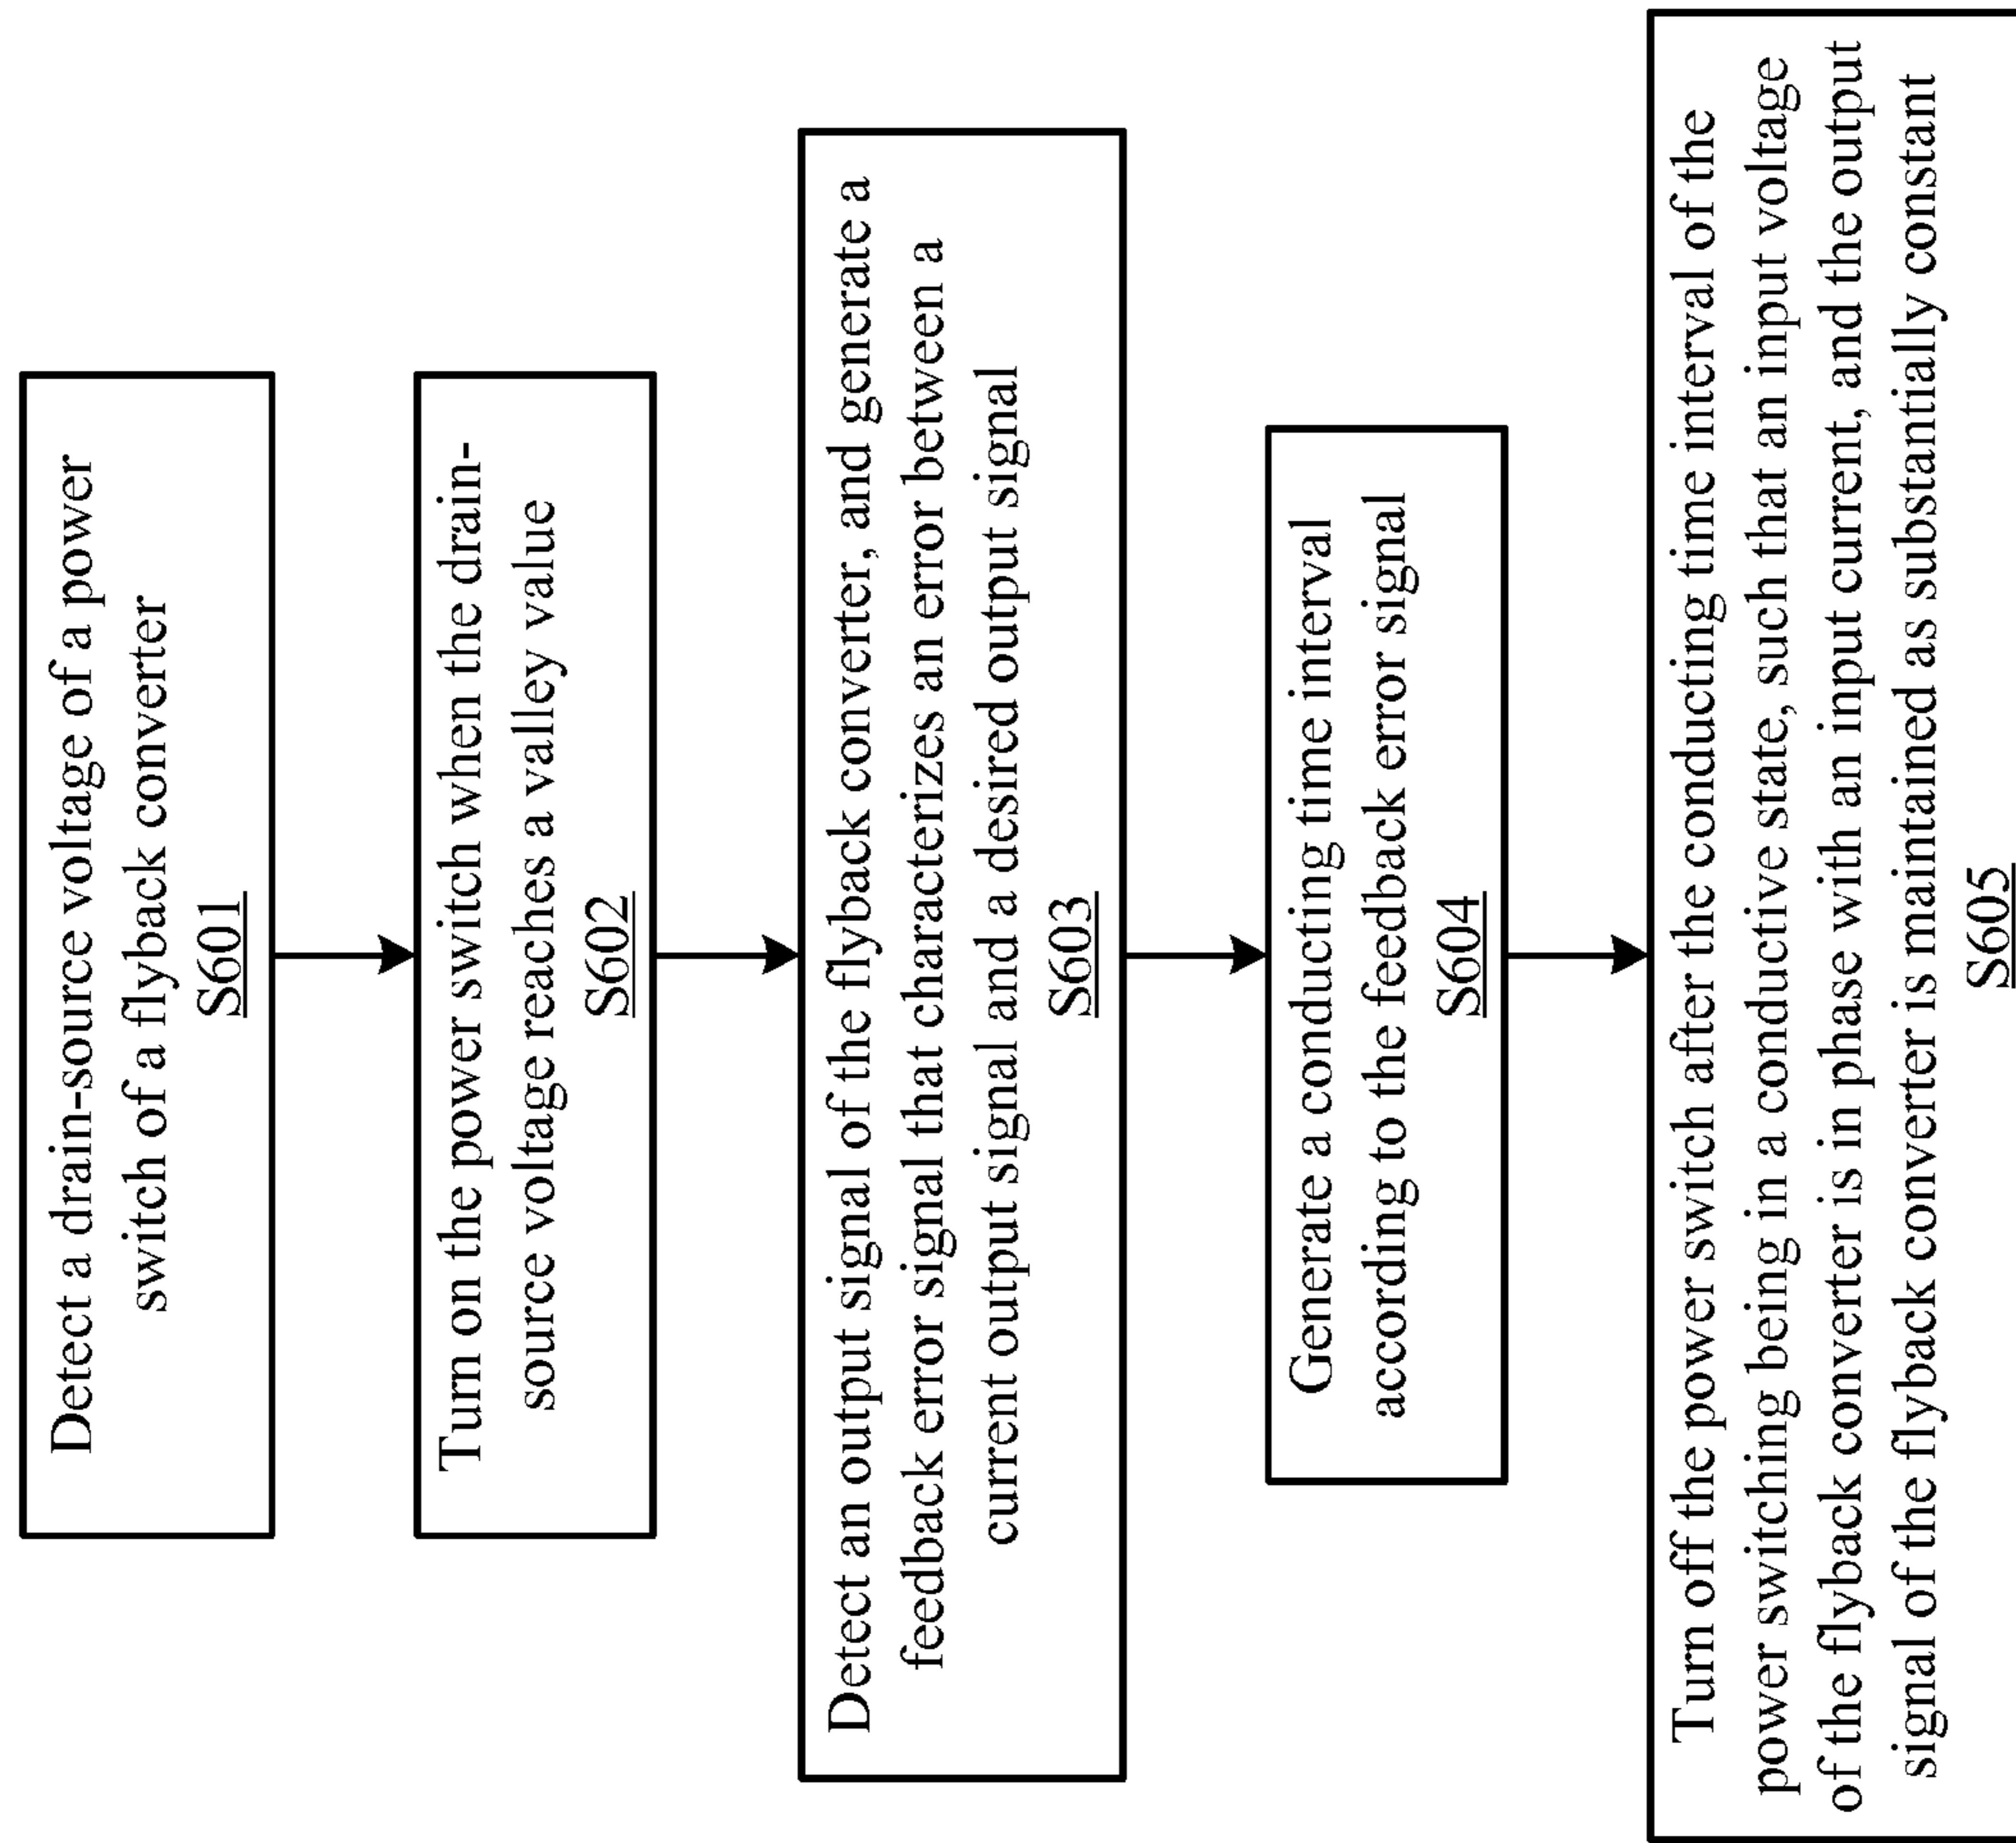 Detect a drain-source voltage of a power
switch of a flyback converter
S601
Turn on the power switch when the drain-
source voltage reaches a valley value
S602
Detect an output signal of the flyback converter, and generate a
feedback error signal that characterizes an error between a
current output signal and a desired output signal
S603
Generate a conducting time interval
according to the feedback error signal
S604
Turn off the power switch after the conducting time interval of the
power switching being in a conductive state, such that an input voltage
of the flyback converter is in phase with an input current, and the output
signal of the flyback converter is maintained as substantially constant
S605